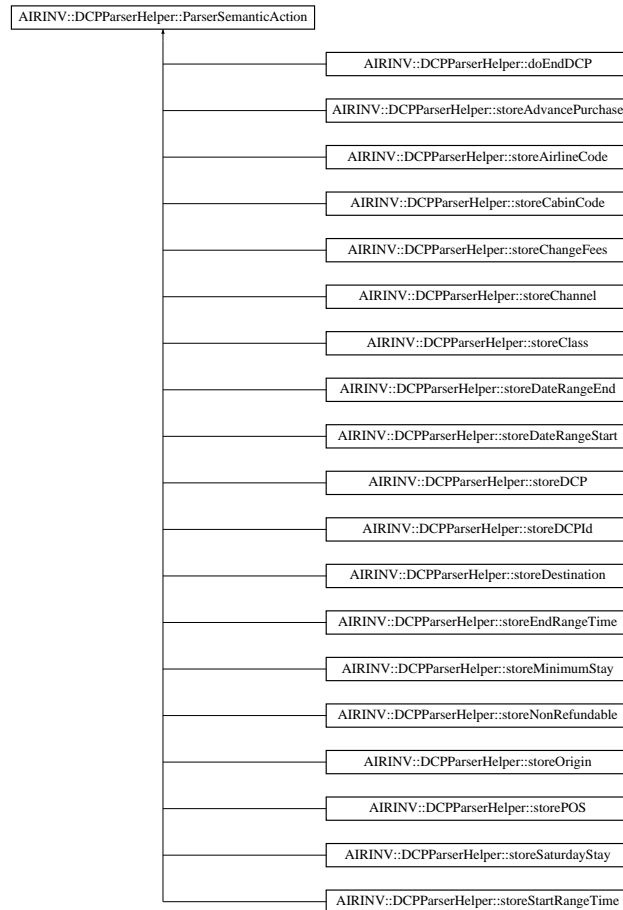 AIRINV::DCPParserHelper::ParserSemanticAction
AIRINV::DCPParserHelper::doEndDCP
AIRINV::DCPParserHelper::storeAdvancePurchase
AIRINV::DCPParserHelper::storeAirlineCode
AIRINV::DCPParserHelper::storeCabinCode
AIRINV::DCPParserHelper::storeChangeFees
AIRINV::DCPParserHelper::storeChannel
AIRINV::DCPParserHelper::storeClass
AIRINV::DCPParserHelper::storeDateRangeEnd
AIRINV::DCPParserHelper::storeDateRangeStart
AIRINV::DCPParserHelper::storeDCP
AIRINV::DCPParserHelper::storeDCPId
AIRINV::DCPParserHelper::storeDestination
AIRINV::DCPParserHelper::storeEndRangeTime
AIRINV::DCPParserHelper::storeMinimumStay
AIRINV::DCPParserHelper::storeNonRefundable
AIRINV::DCPParserHelper::storeOrigin
AIRINV::DCPParserHelper::storePOS
AIRINV::DCPParserHelper::storeSaturdayStay
AIRINV::DCPParserHelper::storeStartRangeTime